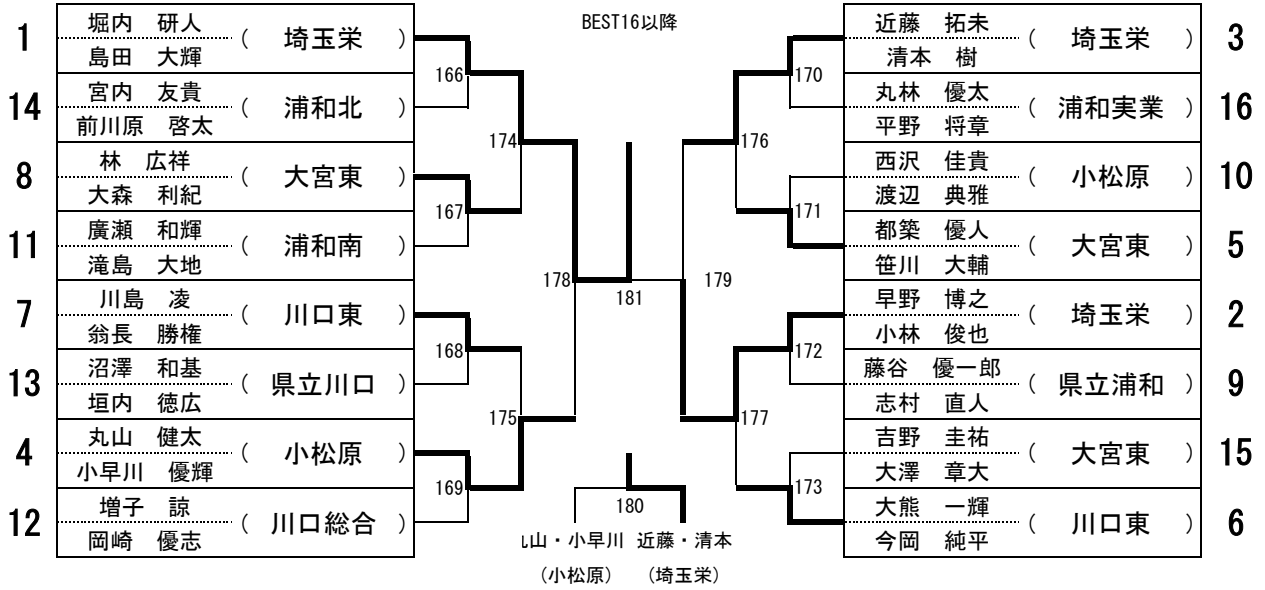 BEST16以降
1
堀内 研人
島田 大輝
( 埼玉栄 )
14
宮内 友貴
前川原 啓太
( 浦和北 )
8
林 広祥
大森 利紀
( 大宮東 )
11
廣瀬 和輝
滝島 大地
( 浦和南 )
7
川島 凌
翁長 勝権
( 川口東 )
13
沼澤 和基
垣内 徳広
( 県立川口 )
4
丸山 健太
小早川 優輝
( 小松原 )
12
増子 諒
岡崎 優志
( 川口総合 )
166
167
168
169
174
175
178
181
179
176
177
170
171
172
173
180
近藤 拓未
清本 樹
( 埼玉栄 )
3
丸林 優太
平野 将章
( 浦和実業 )
16
西沢 佳貴
渡辺 典雅
( 小松原 )
10
都築 優人
笹川 大輔
( 大宮東 )
5
早野 博之
小林 俊也
( 埼玉栄 )
2
藤谷 優一郎
志村 直人
( 県立浦和 )
9
吉野 圭祐
大澤 章大
( 大宮東 )
15
大熊 一輝
今岡 純平
( 川口東 )
6
山・小早川 近藤・清本
(小松原) (埼玉栄)